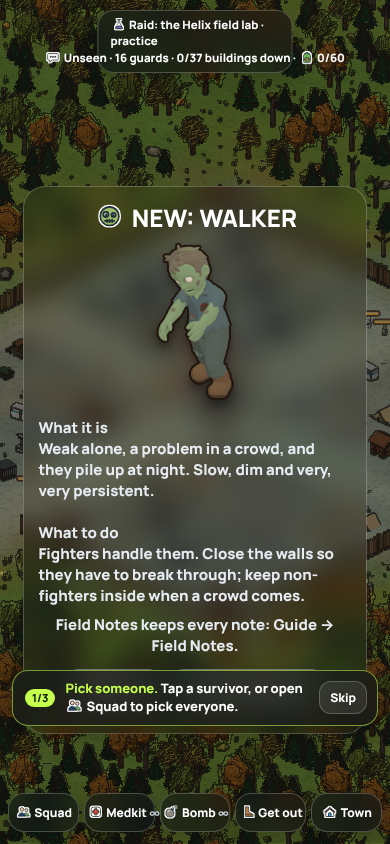 Raid: the Helix field lab ·
practice
Unseen · 16 guards · 0/37 buildings down · 0/60
NEW: WALKER
What it is
Weak alone, a problem in a crowd, and
they pile up at night. Slow, dim and very,
very persistent.
What to do
Fighters handle them. Close the walls so
they have to break through; keep non-
fighters inside when a crowd comes.
Field Notes keeps every note: Guide →
Field Notes.
1/3
Pick someone. Tap a survivor, or open
Squad to pick everyone.
Skip
Squad
Medkit ∞
Bomb ∞
Get out
Town